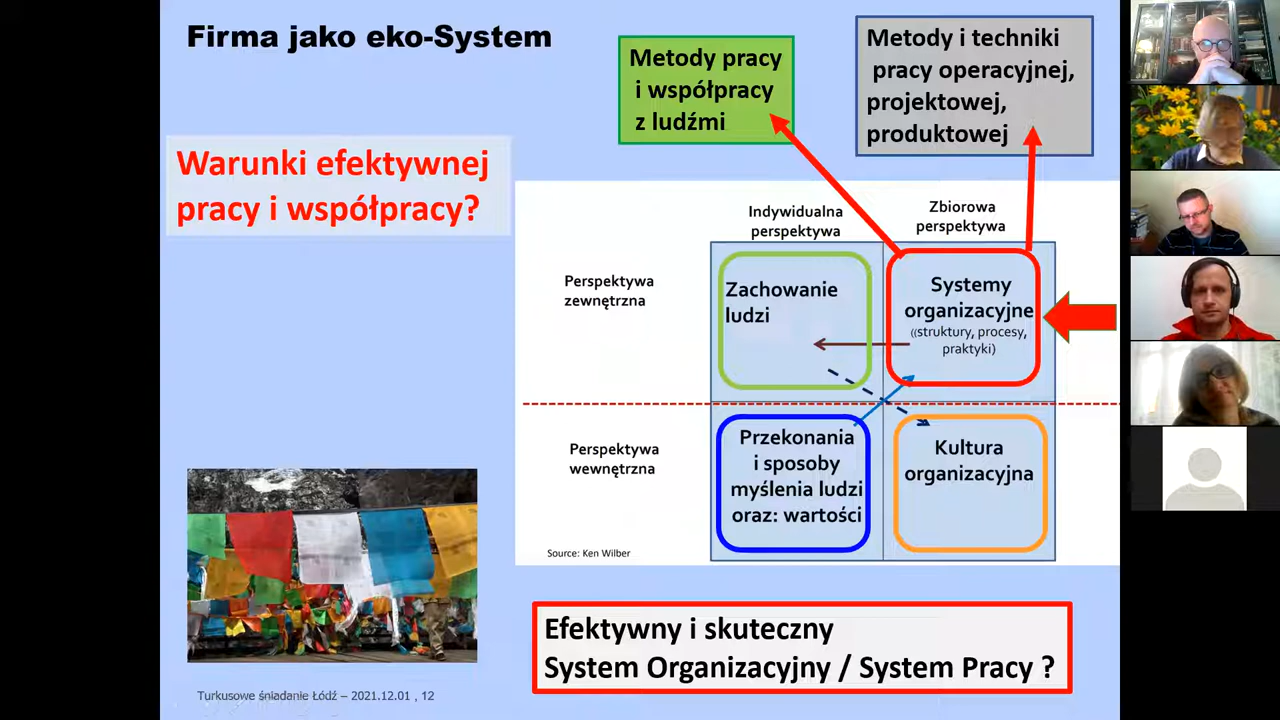 Firma jako eko-System
Warunki efektywnej
pracy i współpracy?
Metody pracy
i współpracy
z ludźmi
Metody i techniki
pracy operacyjnej,
projektowej,
produktowej
Indywidualna
perspektywa
Zbiorowa
perspektywa
Perspektywa
zewnętrzna
Zachowanie
ludzi
Systemy
organizacyjne
((struktury, procesy,
praktyki)
Perspektywa
wewnętrzna
Przekonania
i sposoby
myślenia ludzi
oraz: wartości
Kultura
organizacyjna
Source: Ken Wilber
Efektywny i skuteczny
System Organizacyjny / System Pracy ?
Turkusowe śniadanie Łódź – 2021.12.01 , 12